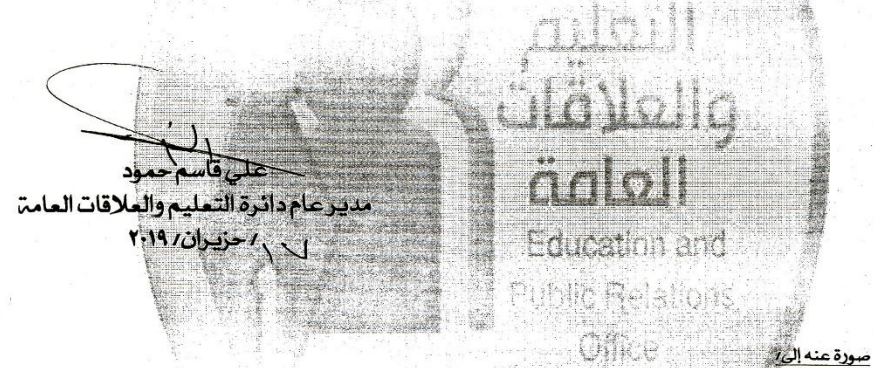 التعليم
والعلاقات
العامة
Education and
Public Relations
Office
علي قاسم حمود
مدير عام دائرة التعليم والعلاقات العامة
١٧ / حزيران / ٢٠١٩
صورة عنه إلى/